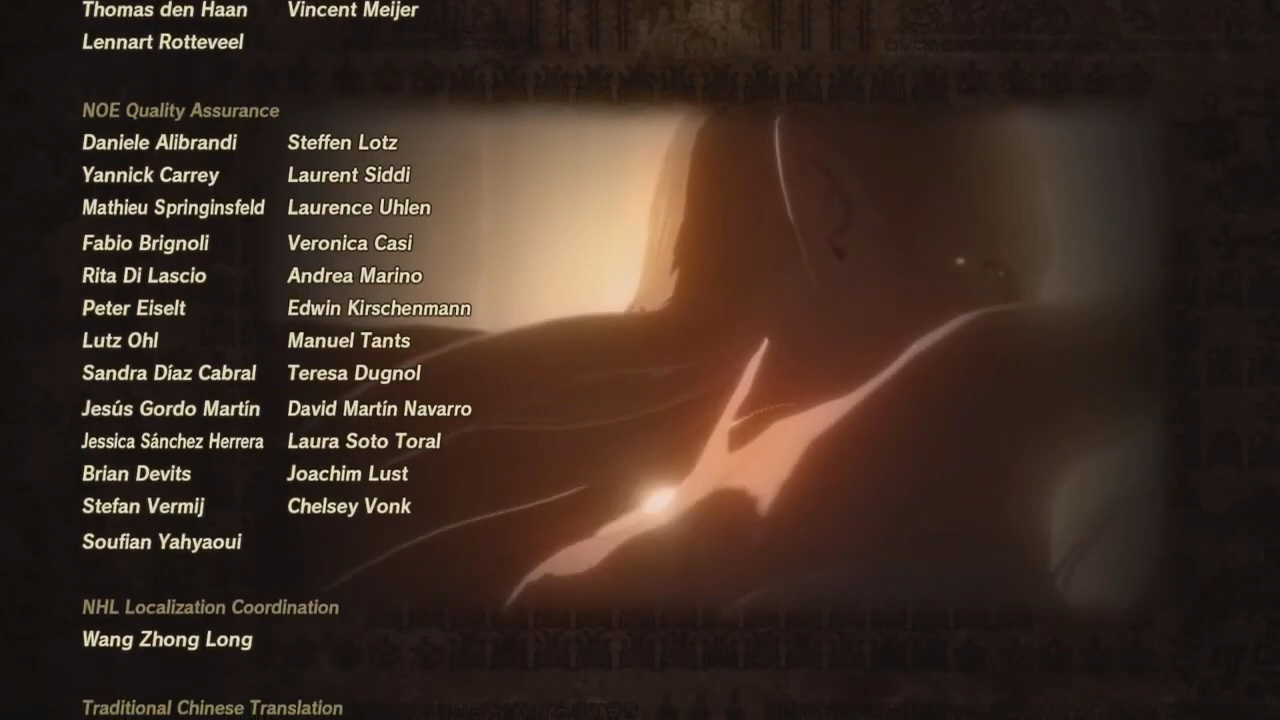 Thomas den Haan Vincent Meijer
Lennart Rotteveel
NOE Quality Assurance
Daniele Alibrandi Steffen Lotz
Yannick Carrey Laurent Siddi
Mathieu Springinsfeld Laurence Uhlen
Fabio Brignoli Veronica Casi
Rita Di Lascio Andrea Marino
Peter Eiselt Edwin Kirschenmann
Lutz Ohl Manuel Tants
Sandra Díaz Cabral Teresa Dugnol
Jesús Gordo Martín David Martín Navarro
Jessica Sánchez Herrera Laura Soto Toral
Brian Devits Joachim Lust
Stefan Vermij Chelsey Vonk
Soufian Yahyaoui
NHL Localization Coordination
Wang Zhong Long
Traditional Chinese Translation